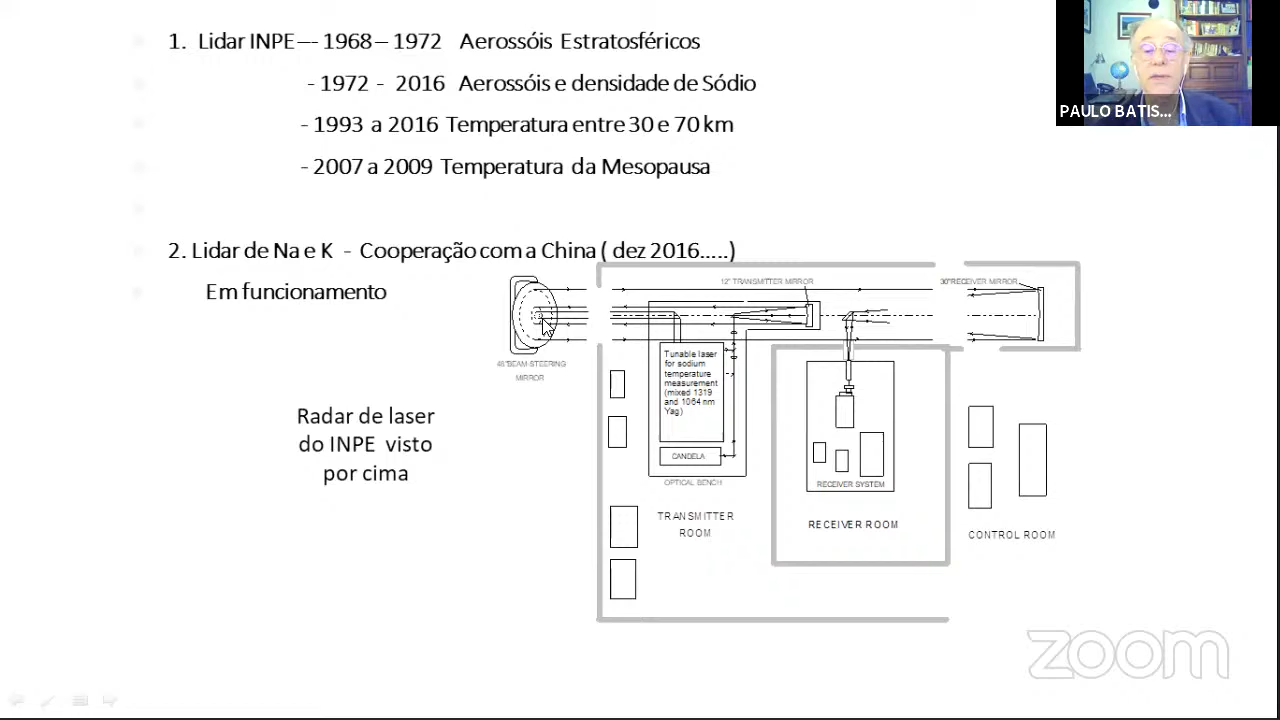 1. Lidar INPE–- 1968 – 1972 Aerossóis Estratosféricos
- 1972 - 2016 Aerossóis e densidade de Sódio
- 1993 a 2016 Temperatura entre 30 e 70 km
- 2007 a 2009 Temperatura da Mesopausa
2. Lidar de Na e K - Cooperação com a China ( dez 2016.....)
Em funcionamento
PAULO BATIS...
12" TRANSMITTER MIRROR
30"RECEIVER MIRROR
40"BEAM-STEERING
MIRROR
Tunable laser
for sodium
temperature
measurement
(mixed 1319
and 1064 nm
Yag)
CANDELA
OPTICAL BENCH
RECEIVER SYSTEM
TRANSMITTER
ROOM
RECEIVER ROOM
CONTROL ROOM
Radar de laser
do INPE visto
por cima
zoom